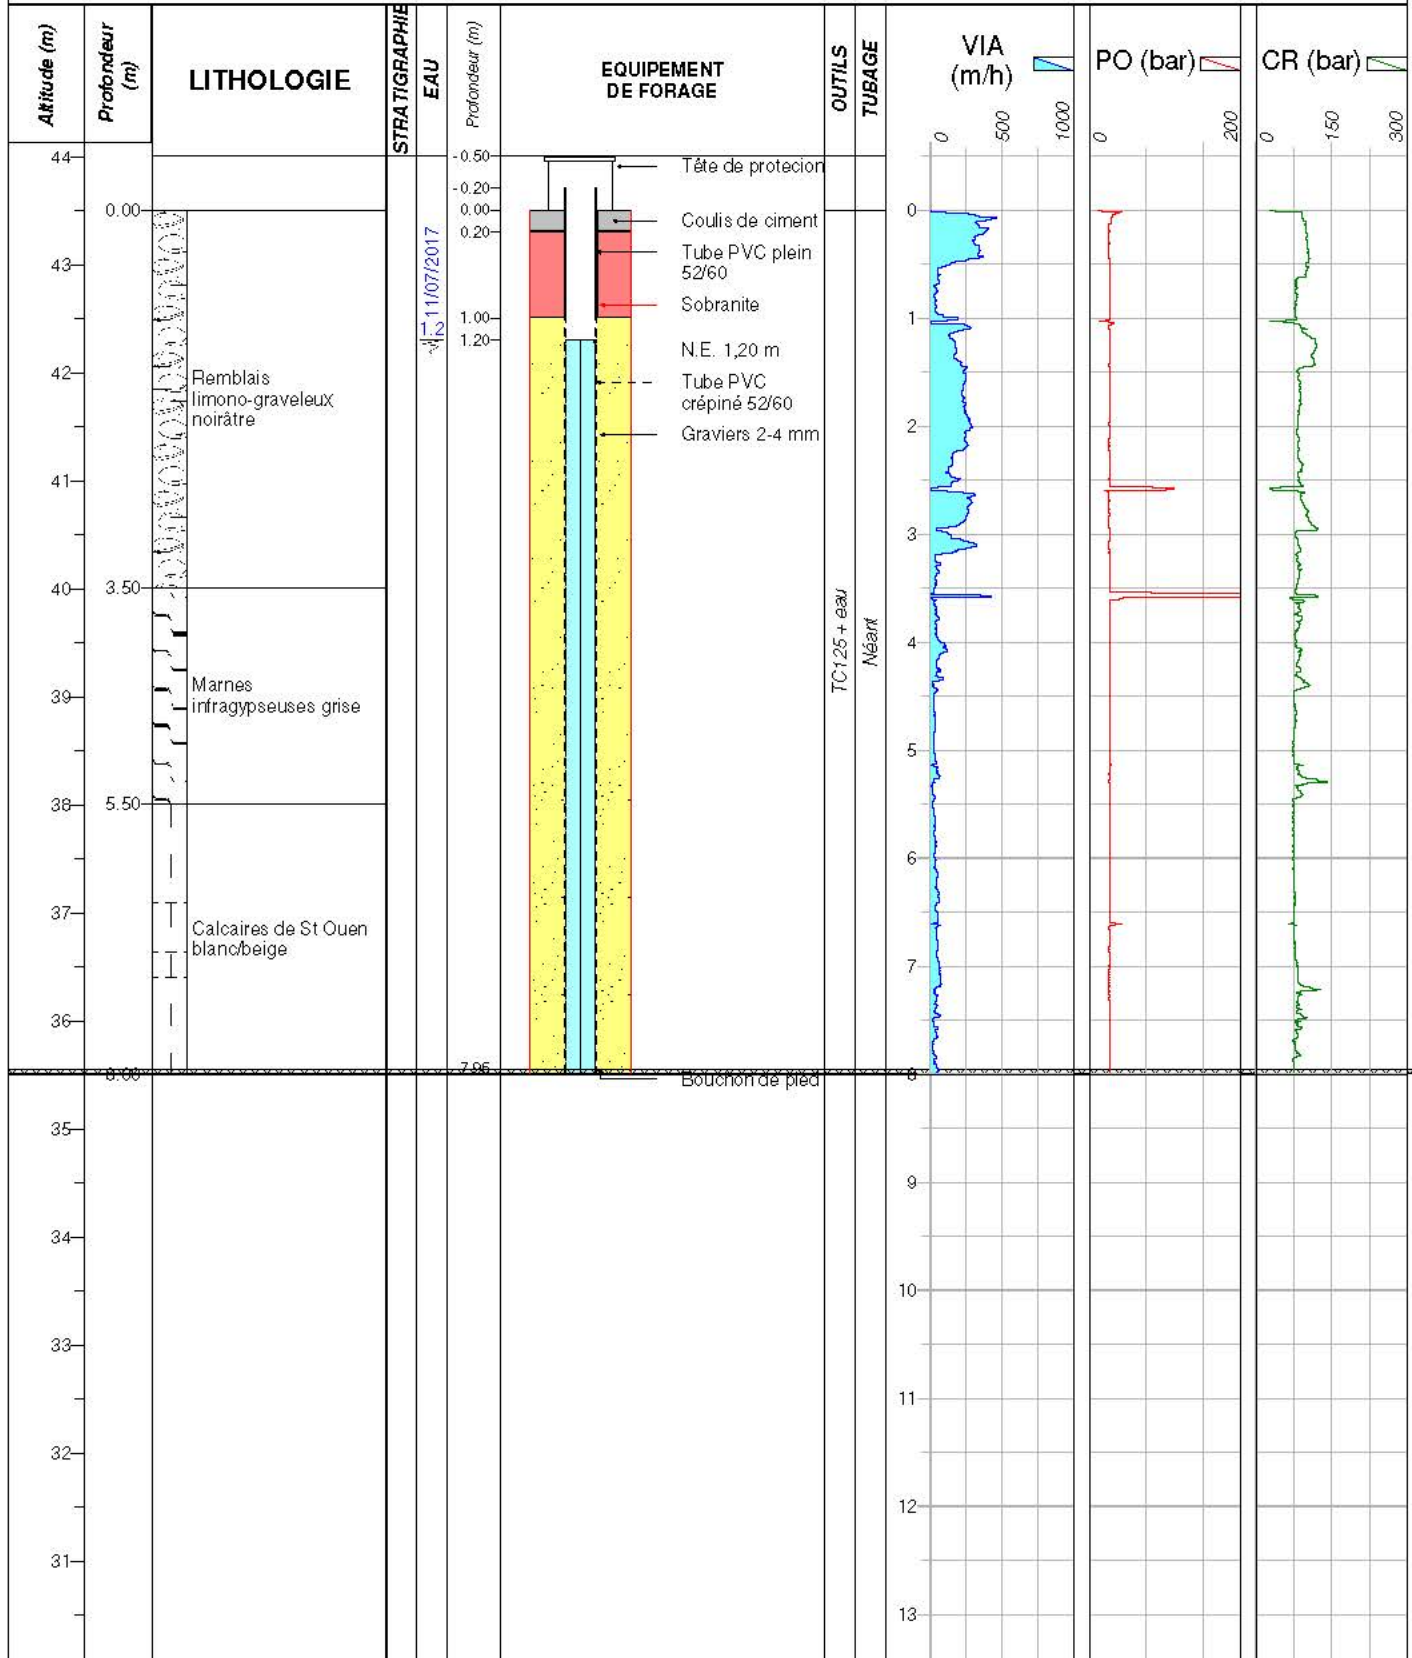 Altitude (m)
Profondeur
(m)
LITHOLOGIE
STRATIGRAPHIE
EAU
Profondeur (m)
EQUIPEMENT
DE FORAGE
OUTILS
TUBAGE
VIA
(m/h)
0
500
1000
PO (bar)
0
200
CR (bar)
0
150
300
44
43
42
41
40
39
38
37
36
35
34
33
32
31
0.00
3.50
5.50
8.00
Remblais
limono-graveleux
noirâtre
Marnes
infragypseuses grise
Calcaires de St Ouen
blanc/beige
11/07/2017
1.2
-0.50
-0.20
0.00
0.20
1.00
1.20
7.95
Tête de protecion
Coulis de ciment
Tube PVC plein
52/60
Sobranite
N.E. 1,20 m
Tube PVC
crépiné 52/60
Graviers 2-4 mm
Bouchon de pied
TC125 + eau
Néant
0
1
2
3
4
5
6
7
8
9
10
11
12
13